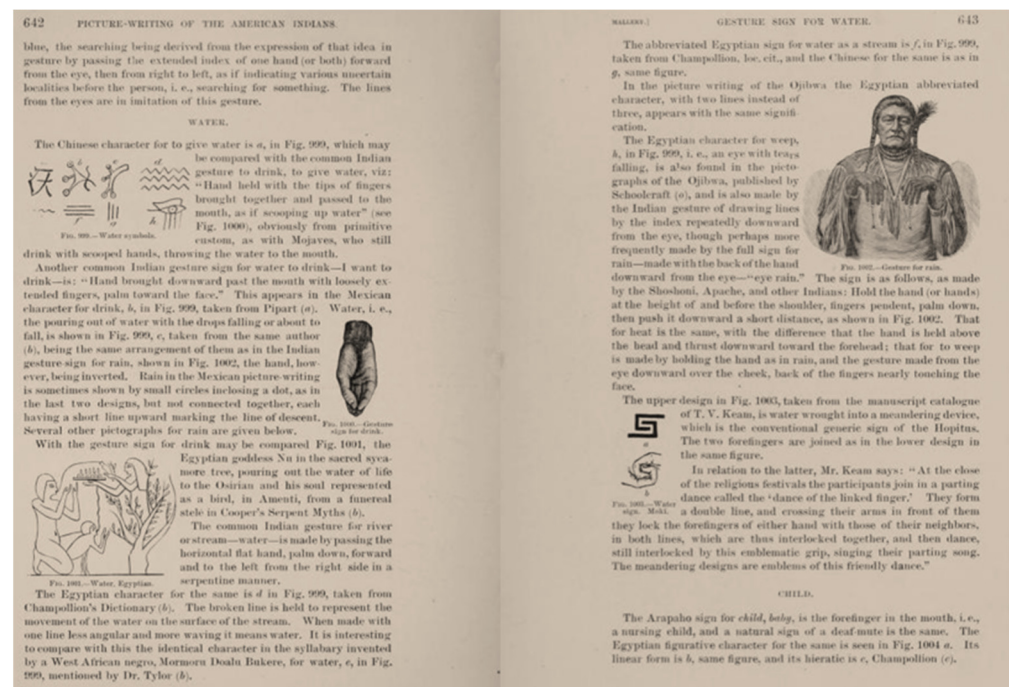 642 PICTURE-WRITING OF THE AMERICAN INDIANS.
blue, the searching being derived from the expression of that idea in
gesture by passing the extended index of one hand (or both) forward
from the eye, then from right to left, as if indicating various uncertain
localities before the person, i. e., searching for something. The lines
from the eyes are in imitation of this gesture.
WATER.
The Chinese character for to give water is a, in Fig. 999, which may
be compared with the common Indian
gesture to drink, to give water, viz:
"Hand held with the tips of fingers
brought together and passed to the
mouth, as if scooping up water" (see
Fig. 1000), obviously from primitive
custom, as with Mojaves, who still
FIG. 999.—Water symbols.
drink with scooped hands, throwing the water to the mouth.
Another common Indian gesture sign for water to drink—I want to
drink—is: "Hand brought downward past the mouth with loosely ex-
tended fingers, palm toward the face." This appears in the Mexican
character for drink, b, in Fig. 999, taken from Pipart (a). Water, i. e.,
the pouring out of water with the drops falling or about to
fall, is shown in Fig. 999, c, taken from the same author
(b), being the same arrangement of them as in the Indian
gesture-sign for rain, shown in Fig. 1002, the hand, how-
ever, being inverted. Rain in the Mexican picture-writing
is sometimes shown by small circles inclosing a dot, as in
the last two designs, but not connected together, each
having a short line upward marking the line of descent.
Several other pictographs for rain are given below.
FIG. 1000.—Gesture
sign for drink.
With the gesture sign for drink may be compared Fig. 1001, the
Egyptian goddess Nu in the sacred syca-
more tree, pouring out the water of life
to the Osirian and his soul represented
as a bird, in Amenti, from a funereal
stele in Cooper's Serpent Myths (b).
The common Indian gesture for river
or stream—water—is made by passing the
horizontal flat hand, palm down, forward
and to the left from the right side in a
serpentine manner.
FIG. 1001.—Water, Egyptian.
The Egyptian character for the same is d in Fig. 999, taken from
Champollion's Dictionary (b). The broken line is held to represent the
movement of the water on the surface of the stream. When made with
one line less angular and more waving it means water. It is interesting
to compare with this the identical character in the syllabary invented
by a West African negro, Mormoru Doalu Bukere, for water, e, in Fig.
999, mentioned by Dr. Tylor (b).
MALLERY.] GESTURE SIGN FOR WATER. 643
The abbreviated Egyptian sign for water as a stream is f, in Fig. 999,
taken from Champollion, loc. cit., and the Chinese for the same is as in
g, same figure.
In the picture writing of the Ojibwa the Egyptian abbreviated
character, with two lines instead of
three, appears with the same signifi-
cation.
The Egyptian character for weep,
h, in Fig. 999, i. e., an eye with tears
falling, is also found in the picto-
graphs of the Ojibwa, published by
Schoolcraft (o), and is also made by
the Indian gesture of drawing lines
by the index repeatedly downward
from the eye, though perhaps more
frequently made by the full sign for
rain—made with the back of the hand
FIG. 1002.—Gesture for rain.
downward from the eye—"eye rain." The sign is as follows, as made
by the Shoshoni, Apache, and other Indians: Hold the hand (or hands)
at the height of and before the shoulder, fingers pendent, palm down,
then push it downward a short distance, as shown in Fig. 1002. That
for heat is the same, with the difference that the hand is held above
the head and thrust downward toward the forehead; that for to weep
is made by holding the hand as in rain, and the gesture made from the
eye downward over the cheek, back of the fingers nearly touching the
face.
The upper design in Fig. 1003, taken from the manuscript catalogue
of T. V. Keam, is water wrought into a meandering device,
which is the conventional generic sign of the Hopitus.
The two forefingers are joined as in the lower design in
the same figure.
In relation to the latter, Mr. Keam says: "At the close
of the religious festivals the participants join in a parting
dance called the 'dance of the linked finger.' They form
a double line, and crossing their arms in front of them
a
b
FIG. 1003.—Water
sign. Moki.
they lock the forefingers of either hand with those of their neighbors,
in both lines, which are thus interlocked together, and then dance,
still interlocked by this emblematic grip, singing their parting song.
The meandering designs are emblems of this friendly dance."
CHILD.
The Arapaho sign for child, baby, is the forefinger in the mouth, i. e.,
a nursing child, and a natural sign of a deaf-mute is the same. The
Egyptian figurative character for the same is seen in Fig. 1004 a. Its
linear form is b, same figure, and its hieratic is c, Champollion (c).